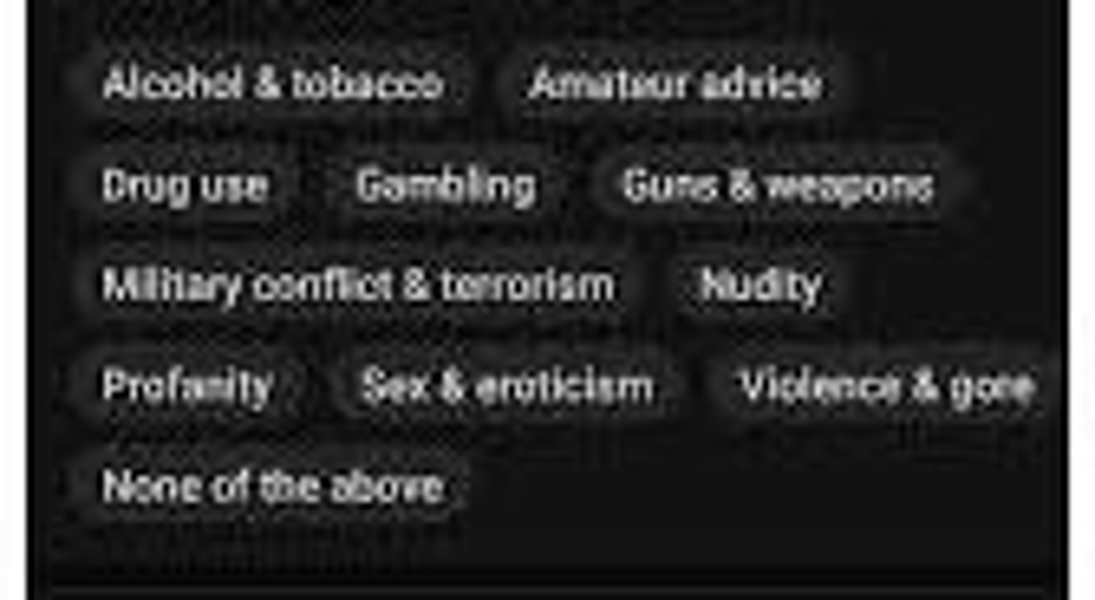 Alcohol & tobacco Amateur advice
Drug use Gambling Guns & weapons
Military conflict & terrorism Nudity
Profanity Sex & eroticism Violence & gore
None of the above